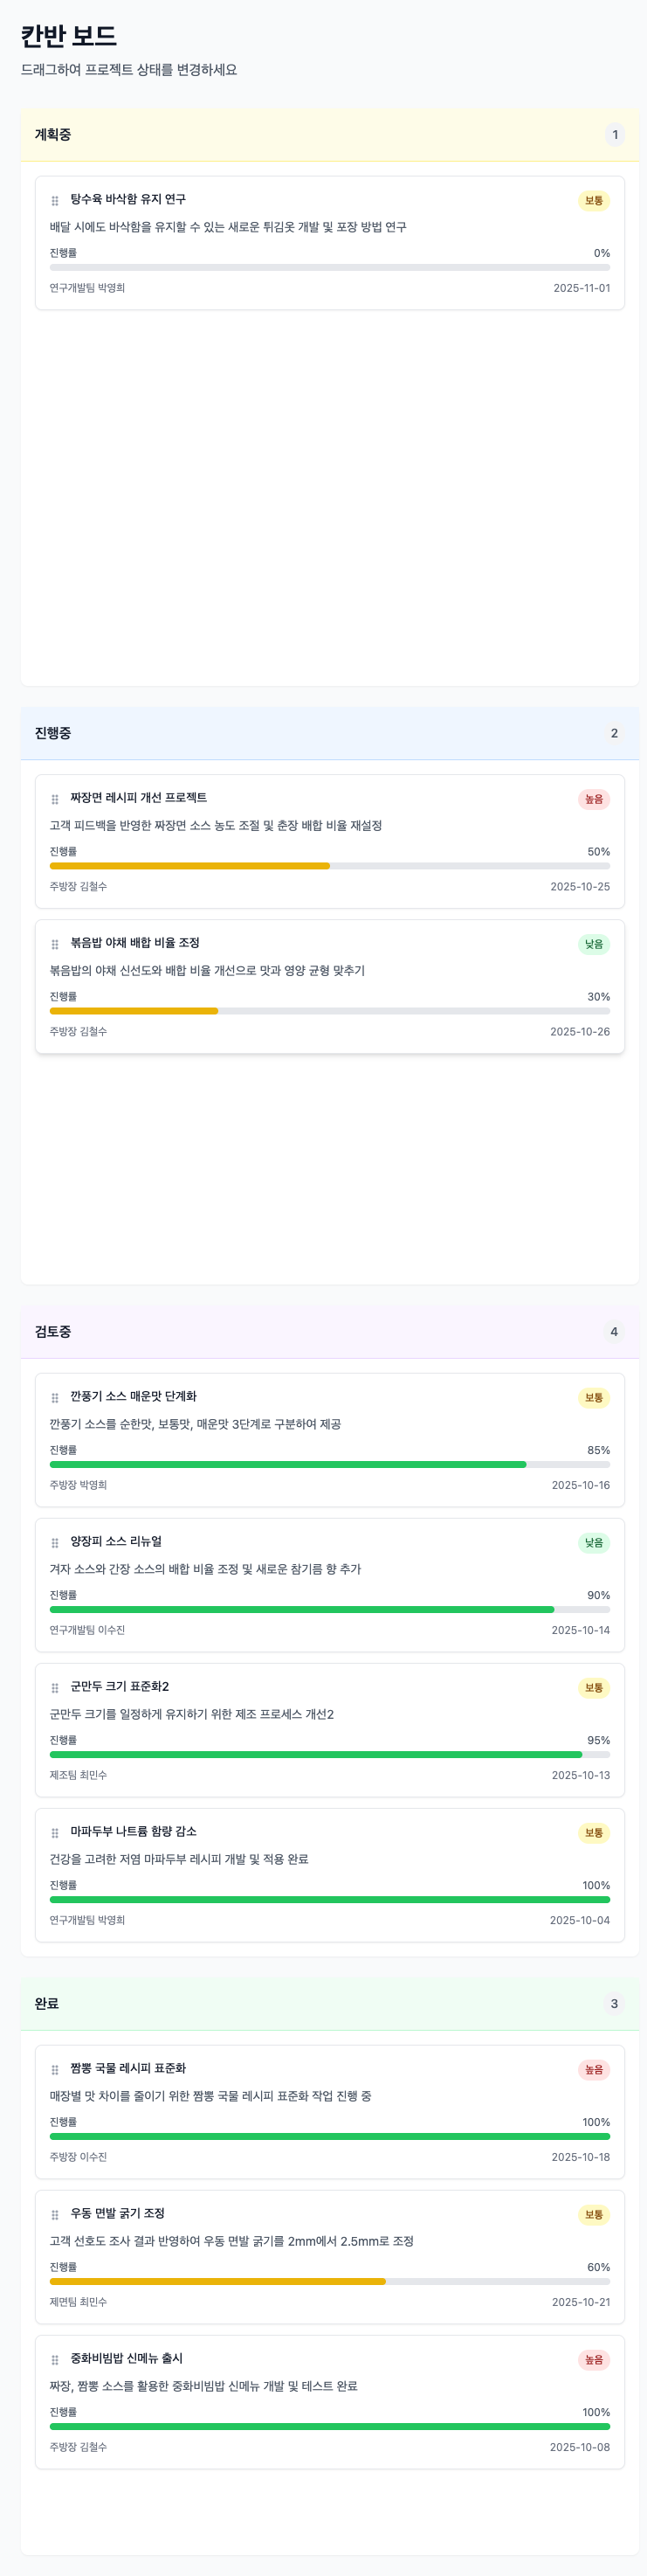 칸반 보드
드래그하여 프로젝트 상태를 변경하세요
계획중 1
탕수육 바삭함 유지 연구 보통
배달 시에도 바삭함을 유지할 수 있는 새로운 튀김옷 개발 및 포장 방법 연구
진행률 0%
연구개발팀 박영희 2025-11-01
진행중 2
짜장면 레시피 개선 프로젝트 높음
고객 피드백을 반영한 짜장면 소스 농도 조절 및 춘장 배합 비율 재설정
진행률 50%
주방장 김철수 2025-10-25
볶음밥 야채 배합 비율 조정 낮음
볶음밥의 야채 신선도와 배합 비율 개선으로 맛과 영양 균형 맞추기
진행률 30%
주방장 김철수 2025-10-26
검토중 4
깐풍기 소스 매운맛 단계화 보통
깐풍기 소스를 순한맛, 보통맛, 매운맛 3단계로 구분하여 제공
진행률 85%
주방장 박영희 2025-10-16
양장피 소스 리뉴얼 낮음
겨자 소스와 간장 소스의 배합 비율 조정 및 새로운 참기름 향 추가
진행률 90%
연구개발팀 이수진 2025-10-14
군만두 크기 표준화2 보통
군만두 크기를 일정하게 유지하기 위한 제조 프로세스 개선2
진행률 95%
제조팀 최민수 2025-10-13
마파두부 나트륨 함량 감소 보통
건강을 고려한 저염 마파두부 레시피 개발 및 적용 완료
진행률 100%
연구개발팀 박영희 2025-10-04
완료 3
짬뽕 국물 레시피 표준화 높음
매장별 맛 차이를 줄이기 위한 짬뽕 국물 레시피 표준화 작업 진행 중
진행률 100%
주방장 이수진 2025-10-18
우동 면발 굵기 조정 보통
고객 선호도 조사 결과 반영하여 우동 면발 굵기를 2mm에서 2.5mm로 조정
진행률 60%
제면팀 최민수 2025-10-21
중화비빔밥 신메뉴 출시 높음
짜장, 짬뽕 소스를 활용한 중화비빔밥 신메뉴 개발 및 테스트 완료
진행률 100%
주방장 김철수 2025-10-08